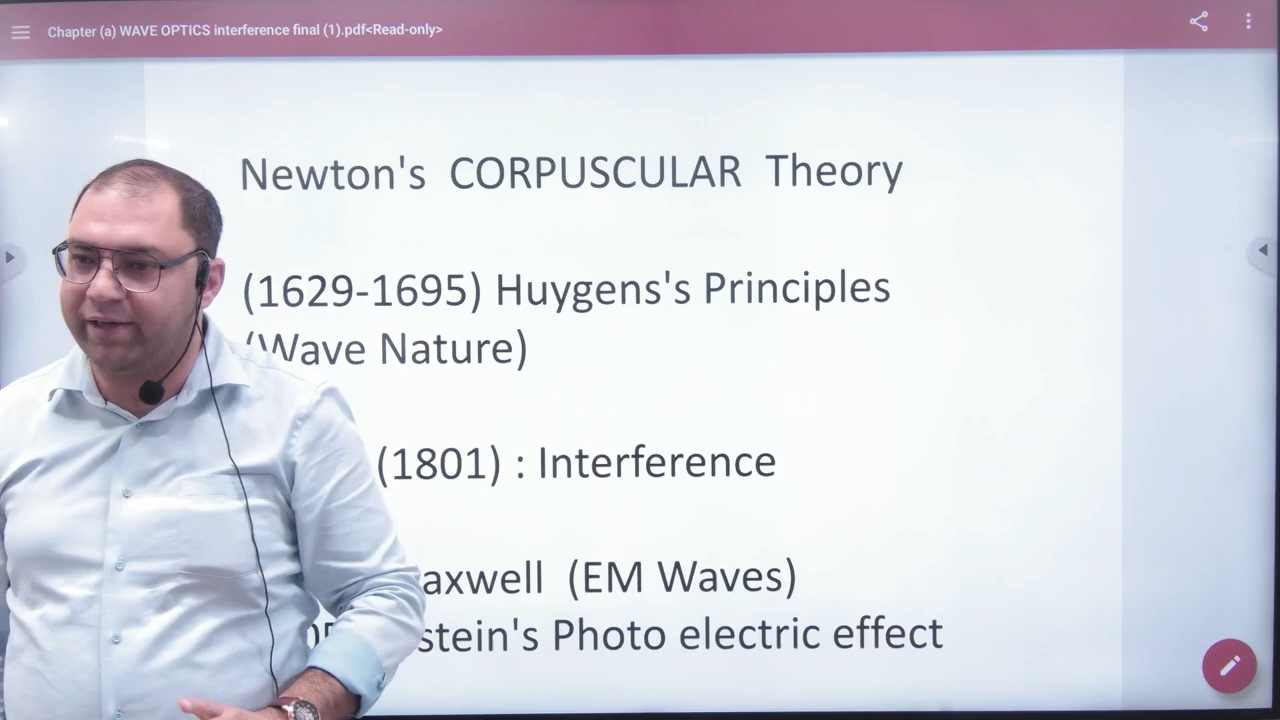 Chapter (a) WAVE OPTICS interference final (1).pdf<Read-only>
Newton's CORPUSCULAR Theory
(1629-1695) Huygens's Principles
(Wave Nature)
(1801) : Interference
axwell (EM Waves)
stein's Photo electric effect